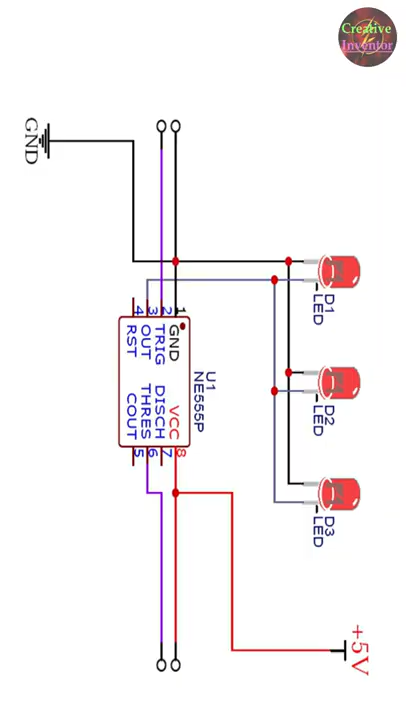 Creative
Inventor
GND
D1
LED
D2
LED
D3
LED
U1
NE555P
1
2
3
4
GND
TRIG
OUT
RST
VCC
DISCH
THRES
COUT
8
7
6
5
+5V